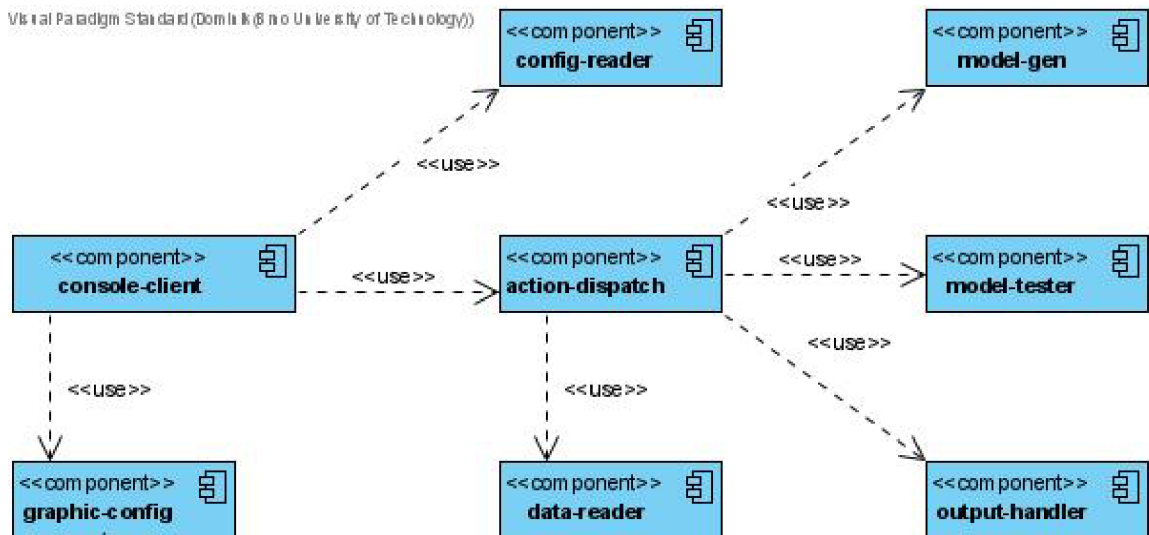 Visual Paradigm Standard (Dominik (Brno University of Technology))
<<component>>
config-reader
<<component>>
model-gen
<<use>>
<<use>>
<<component>>
console-client
<<use>>
<<component>>
action-dispatch
<<use>>
<<component>>
model-tester
<<use>>
<<use>>
<<use>>
<<component>>
graphic-config
<<component>>
data-reader
<<component>>
output-handler